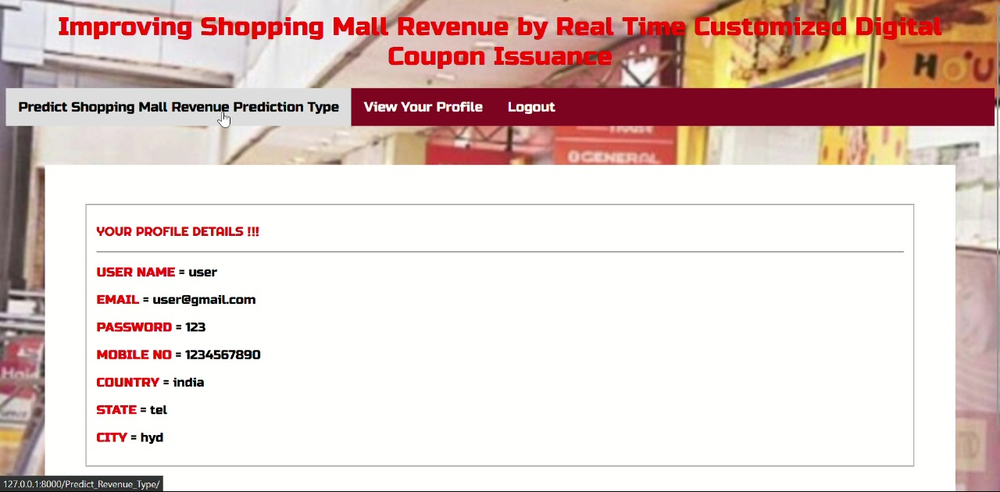 Improving Shopping Mall Revenue by Real Time Customized Digital
Coupon Issuance
HOU
Predict Shopping Mall Revenue Prediction Type View Your Profile Logout
GENERAL
YOUR PROFILE DETAILS !!!
USER NAME = user
EMAIL = user@gmail.com
PASSWORD = 123
MOBILE NO = 1234567890
COUNTRY = india
STATE = tel
CITY = hyd
127.0.0.1:8000/Predict_Revenue_Type/